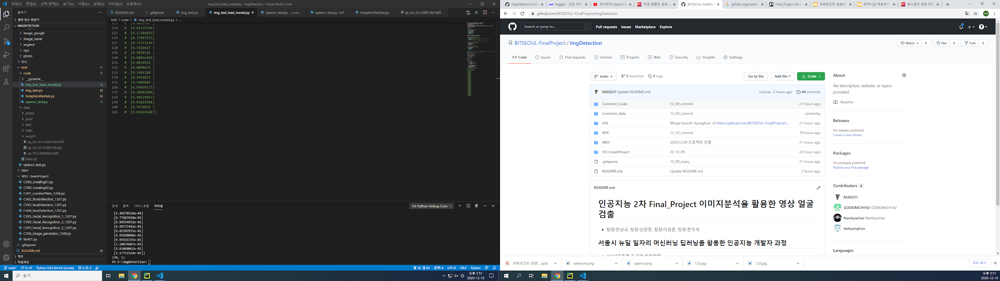 파일(F) 편집(E) 선택 영역(S) 보기(V) 이동(G) 실행(R) 터미널(T) 도움말(H)
img_test_load_model.py - ImgDetection - Visual Studio Code
탐색기
README.md .gitignore img_test.py img_test_load_model.py opencv_test.py ...\code opencv_test.py MJK InceptionResNet.py cp_inc-33-0.095160.hdf5
MJK > code > img_test_load_model.py > ...
열려 있는 편집기
IMGDETECTION
image_google
image_naver
imgtest
npy
photo
KHL
MJK
code
__pycache__
img_test_load_model.py U
img_test.py M
InceptionResNet.py M
opencv_test.py U
data
photo
pred
test
train
weight
cp_inc-33-0.095160.hdf5
cp_inc-33-0.095160.zip
cp-70-0.089902.hdf5
data.zip
opencv_test.py
NKH
WSJ \ teamProject
CV00_crwaling01.py
CV00_crwaling02.py
CV01_numberPlate_1204.py
CV02_faceDetection_1207.py
CV03_faceDetection_1207.py
CV04_faceDetection_1207.py
CV05_Facial_Recognition_1_1207.py
CV05_Facial_Recognition_2_1207.py
CV05_Facial_Recognition_3_1207.py
CV06_image_generator_1209.py
test01.py
.gitignore
README.md M
개요
타임라인
124 # [0.01135786]
125 # [0.27201033]
126 # [0.37967515]
127 # [0.75213146]
128 # [0.7929427 ]
129 # [0.9858181 ]
130 # [0.00963665]
131 # [0.0036931 ]
132 # [0.0090879 ]
133 # [0.5691298 ]
134 # [0.9956832 ]
135 # [0.9988802 ]
136 # [0.96950173]
137 # [0.98985684]
138 # [0.98529667]
139 # [0.01022546]
140 # [0.9978059 ]
141 # [0.03624589]]
문제 출력 디버그 콘솔 터미널
10: Python Debug Cons
[4.40278556e-04]
[6.77667618e-01]
[9.99554932e-01]
[9.99737442e-01]
[8.82562935e-01]
[9.95990098e-01]
[9.99316335e-01]
[1.28074607e-03]
[9.83060062e-01]
[1.17752124e-02]]
(50, 1)
PS D:\ImgDetection>
main* 3↓ 0↑ Python 3.8.3 64-bit (conda) 0 0
줄 56, 열 65 공백: 4 UTF-8 CRLF Python
찾기
오후 5:51
2020-12-10
ImgDetection/CV05 Kaggle - 남은 주차 파이썬과 OpenCV를 조명 템플릿 공유 BITSEOUL-FinalProj github organization Final_Project (AI) | 파워포인트-원본파 최저시급 예측하기 촌스럽지 않은 파란
github.com/BITSEOUL-FinalProject/ImgDetection
Search or jump to... /
Pull requests Issues Marketplace Explore
BITSEOUL-FinalProject / ImgDetection
Watch 0 Star 0 Fork 0
Code Issues Pull requests Actions Projects Wiki Security Insights Settings
main 5 branches 0 tags
Go to file Add file Code
MJK0211 Update README.md c61a7a6 2 hours ago 44 commits
Common_Code 12_09_commit 21 hours ago
Common_data 12_09_commit yesterday
KHL Merge branch 'kyunghun' of https://github.com/BITSEOUL-FinalProject/I... 21 hours ago
MJK 12_10_commit 18 hours ago
NKH 2020.12.09 프로젝트 진행 21 hours ago
WSJ/teamProject 20-12-09 22 hours ago
.gitignore 12_09_main_ 21 hours ago
README.md Update README.md 2 hours ago
README.md
인공지능 2차 Final_Project 이미지분석을 활용한 영상 얼굴
검출
팀장:한남규, 팀장:김민종, 팀장:이경훈, 팀장:전우석
서울시 뉴딜 일자리 머신러닝 딥러닝을 활용한 인공지능 개발자 과정
About
No description, website, or topics
provided.
Readme
Releases
No releases published
Create a new release
Packages
No packages published
Publish your first package
Contributors 4
MJK0211
GODKIMCHI142 GODKIMCHI142
NamkyuHan NamkyuHan
leekyunghun
Languages
파워포인트-원본....pptx selenium.png opencv.png 123.jpg 123.jpg
모두 표시
오후 5:51
2020-12-10